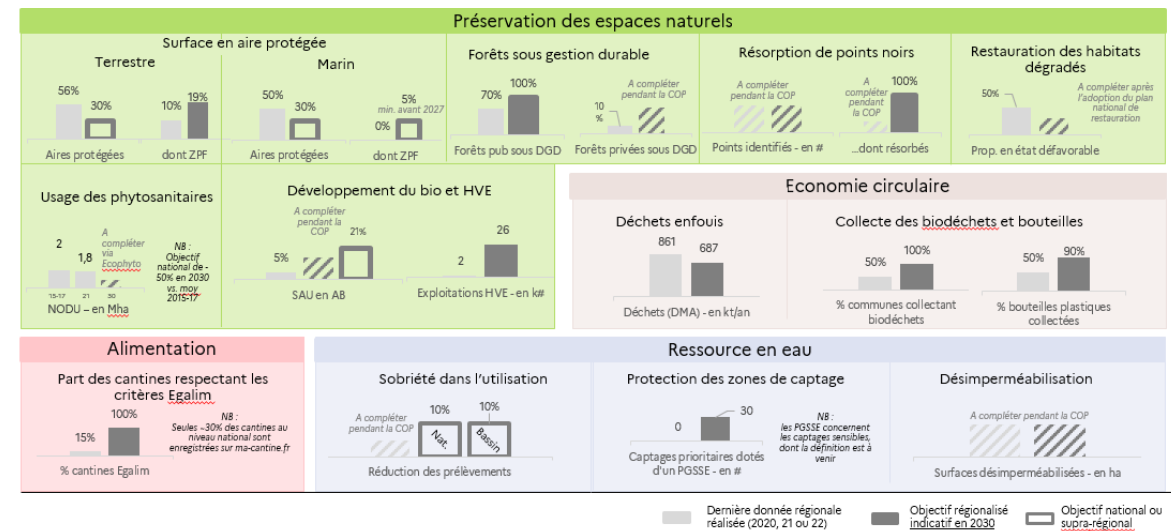 Préservation des espaces naturels
Surface en aire protégée
Terrestre
Marin
56%
30%
10%
19%
Aires protégées
dont ZPF
50%
30%
0%
5%
min. avant 2027
Aires protégées
dont ZPF
Forêts sous gestion durable
70%
100%
10
%
A compléter
pendant la COP
Forêts pub sous DGD
Forêts privées sous DGD
Résorption de points noirs
A compléter
pendant la COP
A
compléter
pendant
la COP
100%
Points identifiés - en #
...dont résorbés
Restauration des habitats
dégradés
50%
A compléter après
l'adoption du plan
national de
restauration
Prop. en état défavorable
Usage des phytosanitaires
2
1,8
A
compléter
via
Ecophyto
NB :
Objectif
national de -
50% en 2030
vs. moy
2015-17
15-17
21
30
NODU – en Mha
Développement du bio et HVE
A compléter
pendant la
COP
5%
21%
SAU en AB
2
26
Exploitations HVE - en k#
Economie circulaire
Déchets enfouis
861
687
Déchets (DMA) - en kt/an
Collecte des biodéchets et bouteilles
50%
100%
% communes collectant
biodéchets
50%
90%
% bouteilles plastiques
collectées
Alimentation
Part des cantines respectant les
critères Egalim
15%
100%
% cantines Egalim
NB :
Seules ~30% des cantines au
niveau national sont
enregistrées sur ma-cantine.fr
Ressource en eau
Sobriété dans l'utilisation
A compléter
pendant la COP
10%
10%
Nat.
Bassin
Réduction des prélèvements
Protection des zones de captage
0
30
Captages prioritaires dotés
d'un PGSSE - en #
NB :
les PGSSE concernent
les captages sensibles,
dont la définition est à
venir
Désimperméabilisation
A compléter pendant la COP
Surfaces désimperméabilisées - en ha
Dernière donnée régionale
réalisée (2020, 21 ou 22)
Objectif régionalisé
indicatif en 2030
Objectif national ou
supra-régional